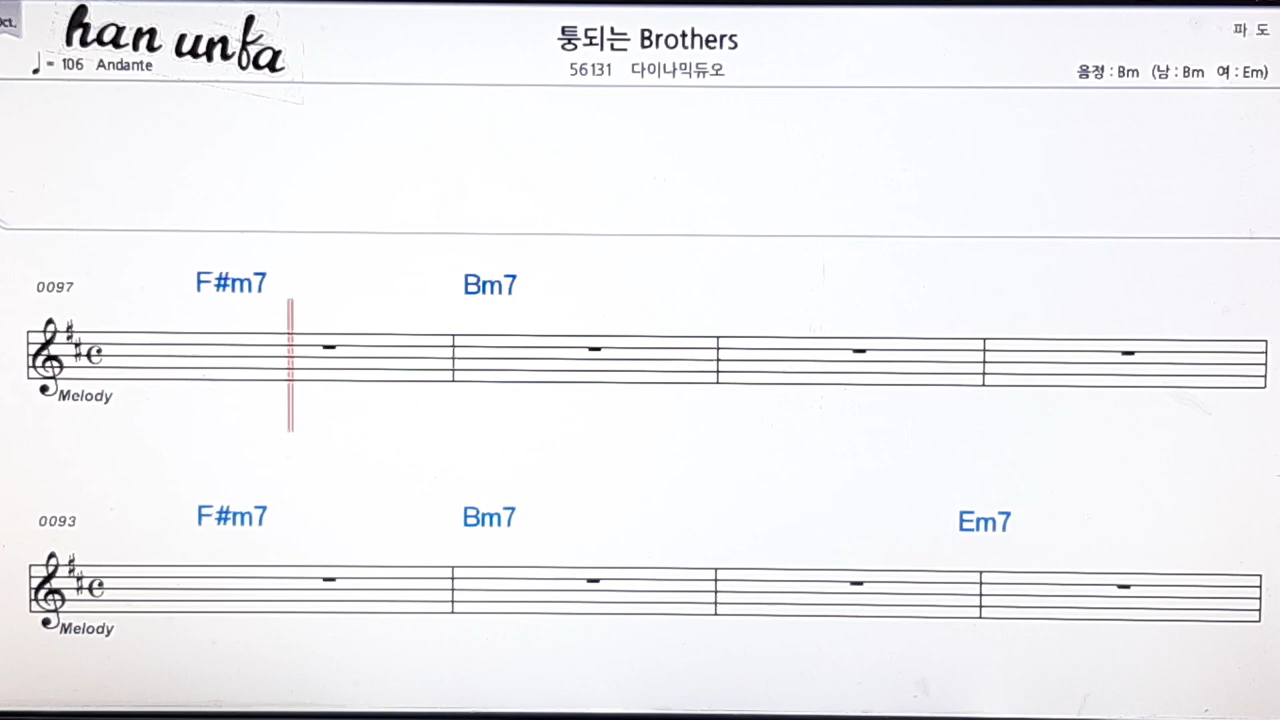 han unfa
퉁되는 Brothers
파 도
♩= 106 Andante
56131 다이나믹듀오
음정 : Bm (남 : Bm 여 : Em)
0097 F#m7 Bm7
Melody
0093 F#m7 Bm7 Em7
Melody